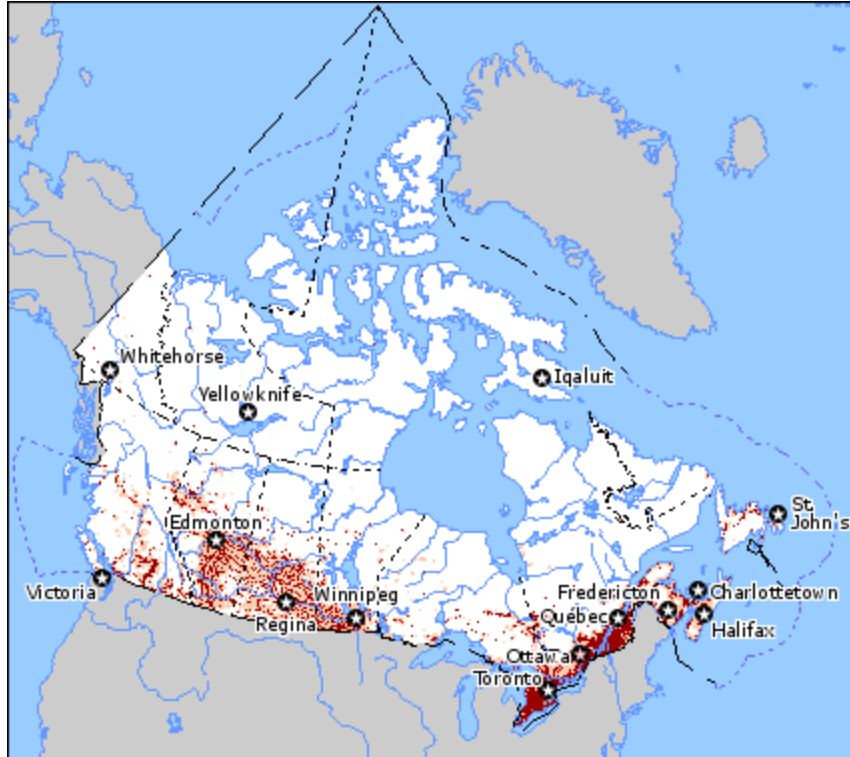 Whitehorse
Iqaluit
Yellowknife
St
John's
Edmonton
Victoria
Winnipeg
Fredericton
Charlottetown
Regina
Québec
Halifax
Ottawa
Toronto